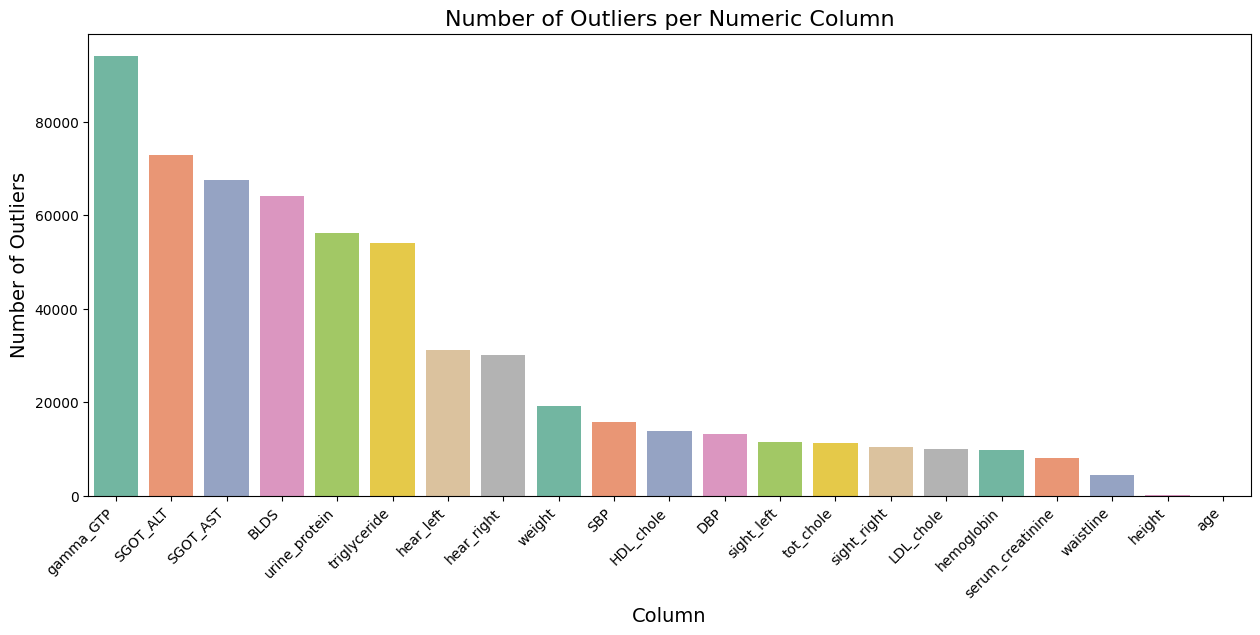 Number of Outliers per Numeric Column
Number of Outliers
80000
60000
40000
20000
0
gamma_GTP
SGOT_ALT
SGOT_AST
BLDS
urine_protein
triglyceride
hear_left
hear_right
weight
SBP
HDL_chole
DBP
sight_left
tot_chole
sight_right
LDL_chole
hemoglobin
serum_creatinine
waistline
height
age
Column